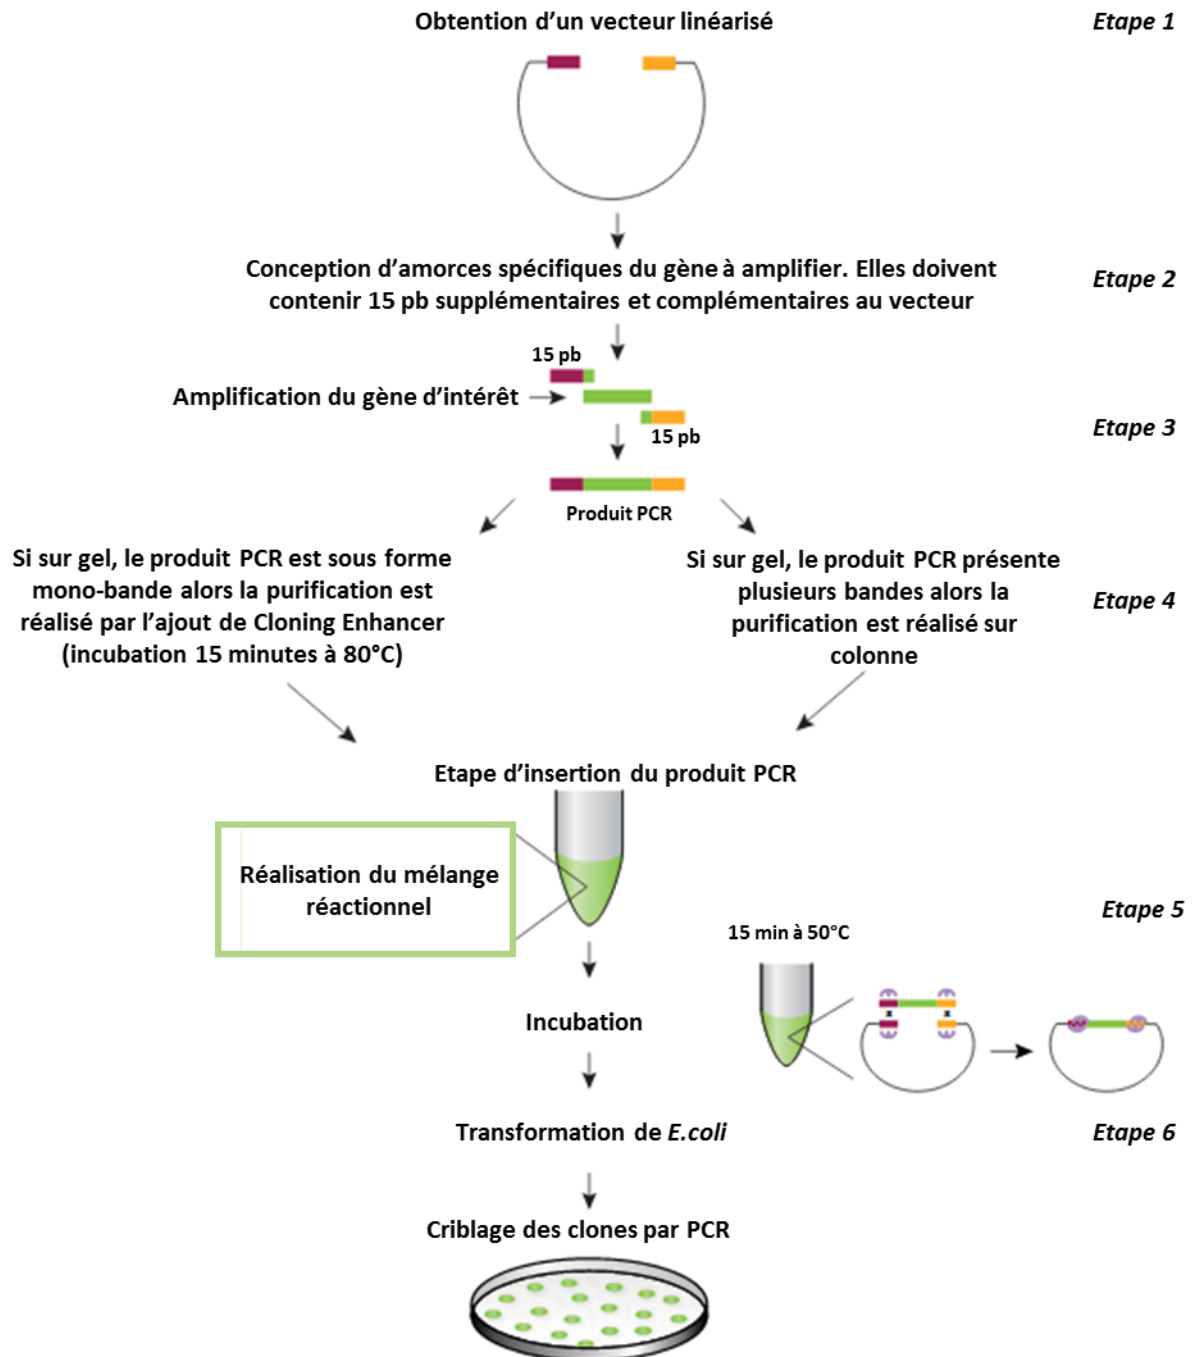 Obtention d’un vecteur linéarisé
Etape 1
Conception d’amorces spécifiques du gène à amplifier. Elles doivent
contenir 15 pb supplémentaires et complémentaires au vecteur
Etape 2
15 pb
Amplification du gène d’intérêt
15 pb
Etape 3
Produit PCR
Si sur gel, le produit PCR est sous forme
mono-bande alors la purification est
réalisé par l’ajout de Cloning Enhancer
(incubation 15 minutes à 80°C)
Si sur gel, le produit PCR présente
plusieurs bandes alors la
purification est réalisé sur
colonne
Etape 4
Etape d’insertion du produit PCR
Réalisation du mélange
réactionnel
Etape 5
15 min à 50°C
x
x
Incubation
Transformation de E.coli
Etape 6
Criblage des clones par PCR